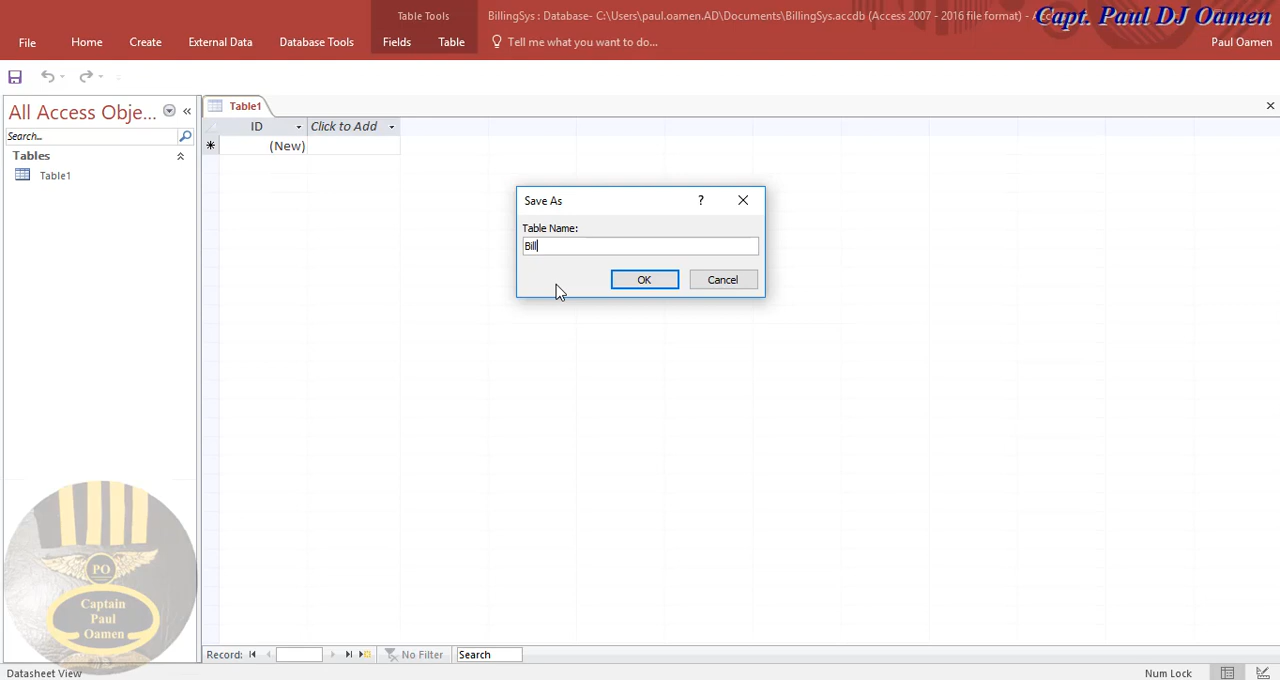 Table Tools
BillingSys : Database- C:\Users\paul.oamen.AD\Documents\BillingSys.accdb (Access 2007 - 2016 file format) -
Capt. Paul DJ Oamen
File Home Create External Data Database Tools Fields Table Tell me what you want to do... Paul Oamen
All Access Obje... «
Table1
Search...
ID Click to Add
Tables
(New)
Table1
Save As ?
Table Name:
Bill
OK Cancel
PO
Captain
Paul
Oamen
Record: No Filter Search
Datasheet View Num Lock